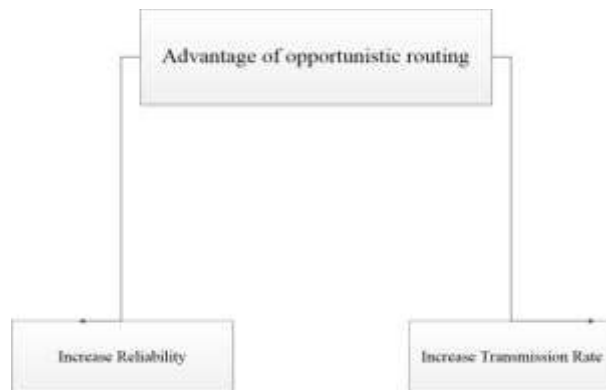 Advantage of opportunistic routing
Increase Reliability
Increase Transmission Rate